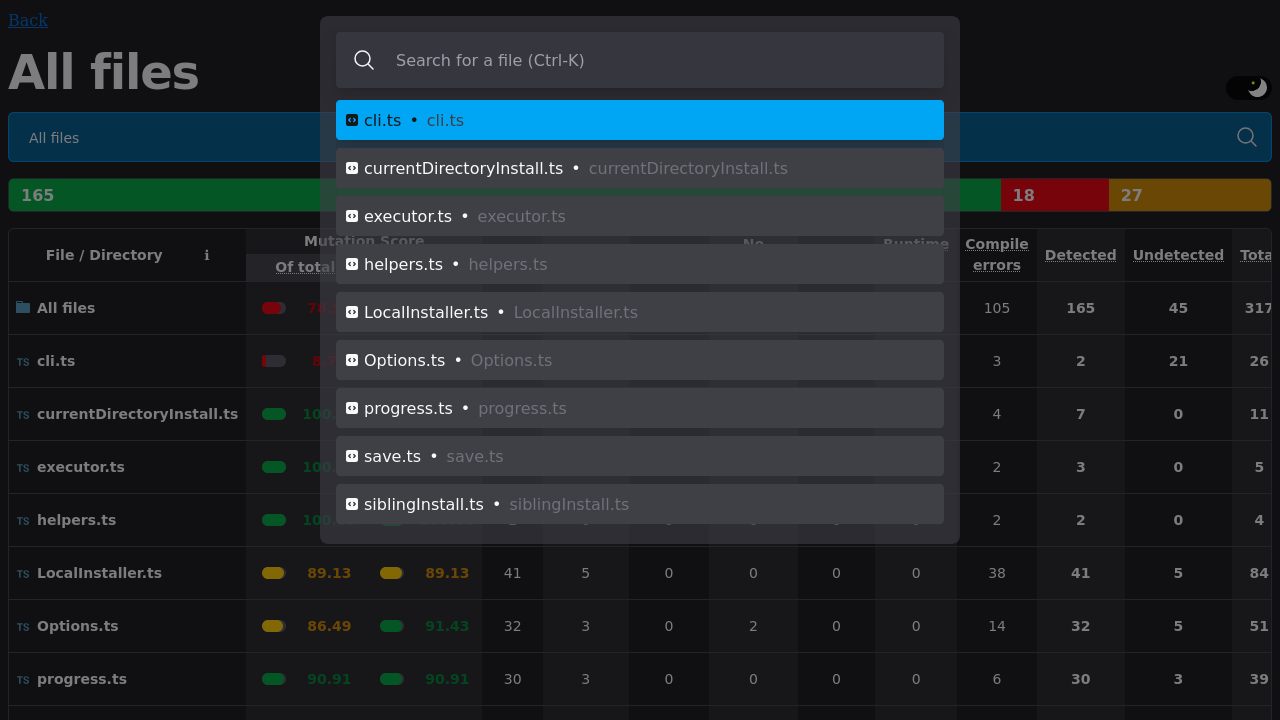 Back
All files
Search for a file (Ctrl-K)
All files
cli.ts • cli.ts
currentDirectoryInstall.ts • currentDirectoryInstall.ts
executor.ts • executor.ts
helpers.ts • helpers.ts
LocalInstaller.ts • LocalInstaller.ts
Options.ts • Options.ts
progress.ts • progress.ts
save.ts • save.ts
siblingInstall.ts • siblingInstall.ts
165 18 27
File / Directory ℹ Mutation Score Of total No Runtime Compile errors Detected Undetected Tota
All files 105 165 45 317
TS cli.ts 3 2 21 26
TS currentDirectoryInstall.ts 4 7 0 11
TS executor.ts 2 3 0 5
TS helpers.ts 2 2 0 4
TS LocalInstaller.ts 89.13 89.13 41 5 0 0 0 0 38 41 5 84
TS Options.ts 86.49 91.43 32 3 0 2 0 0 14 32 5 51
TS progress.ts 90.91 90.91 30 3 0 0 0 0 6 30 3 39